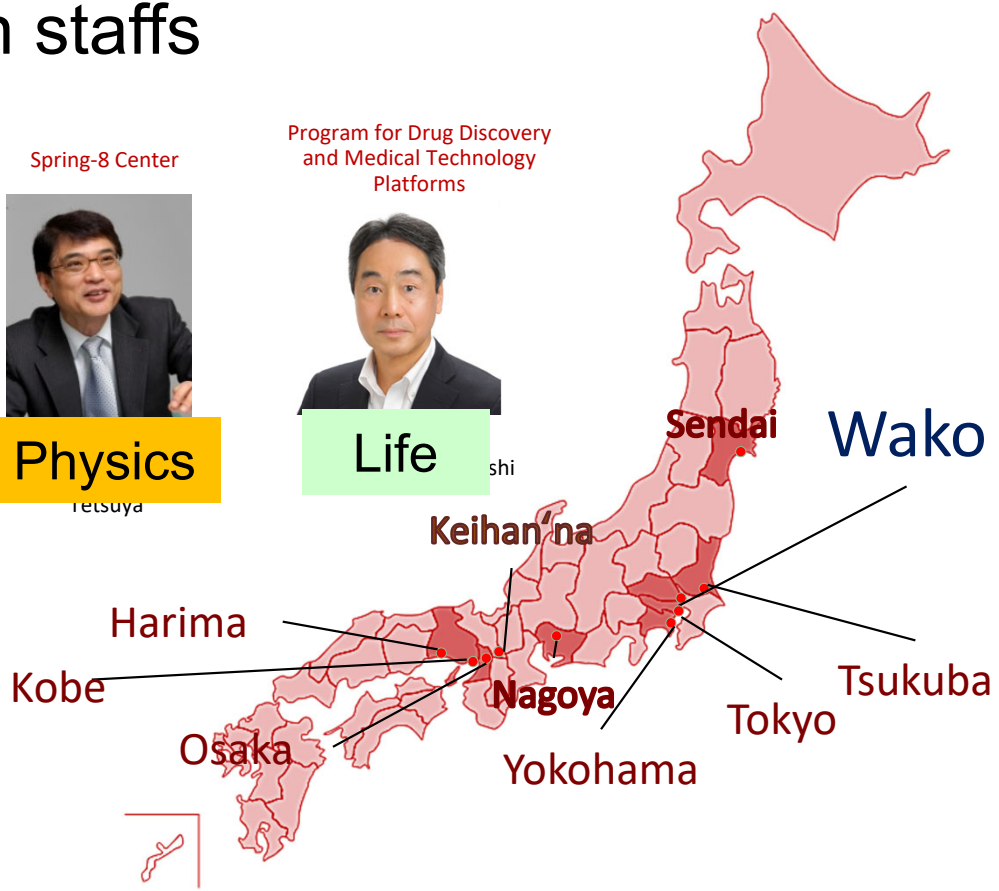 staffs
Spring-8 Center
Program for Drug Discovery
and Medical Technology
Platforms
Physics
Life
shi
Tetsuya
Sendai
Wako
Keihan‘na
Harima
Kobe
Nagoya
Tsukuba
Tokyo
Osaka
Yokohama